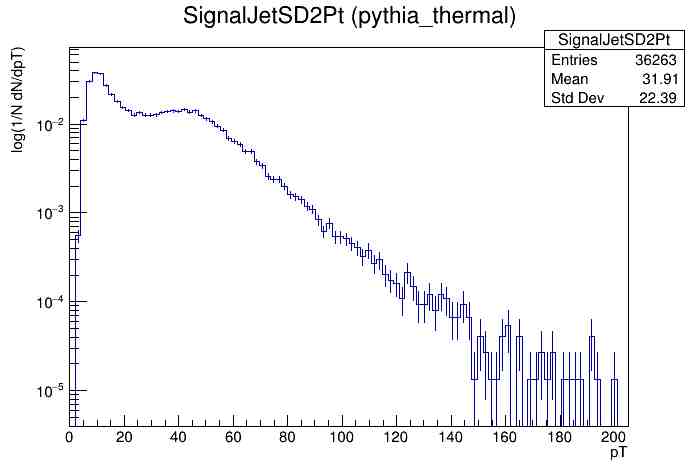 SignalJetSD2Pt (pythia_thermal)
SignalJetSD2Pt
Entries 36263
Mean 31.91
Std Dev 22.39
log(1/N dN/dpT)
10−2
10−3
10−4
10−5
0 20 40 60 80 100 120 140 160 180 200
pT